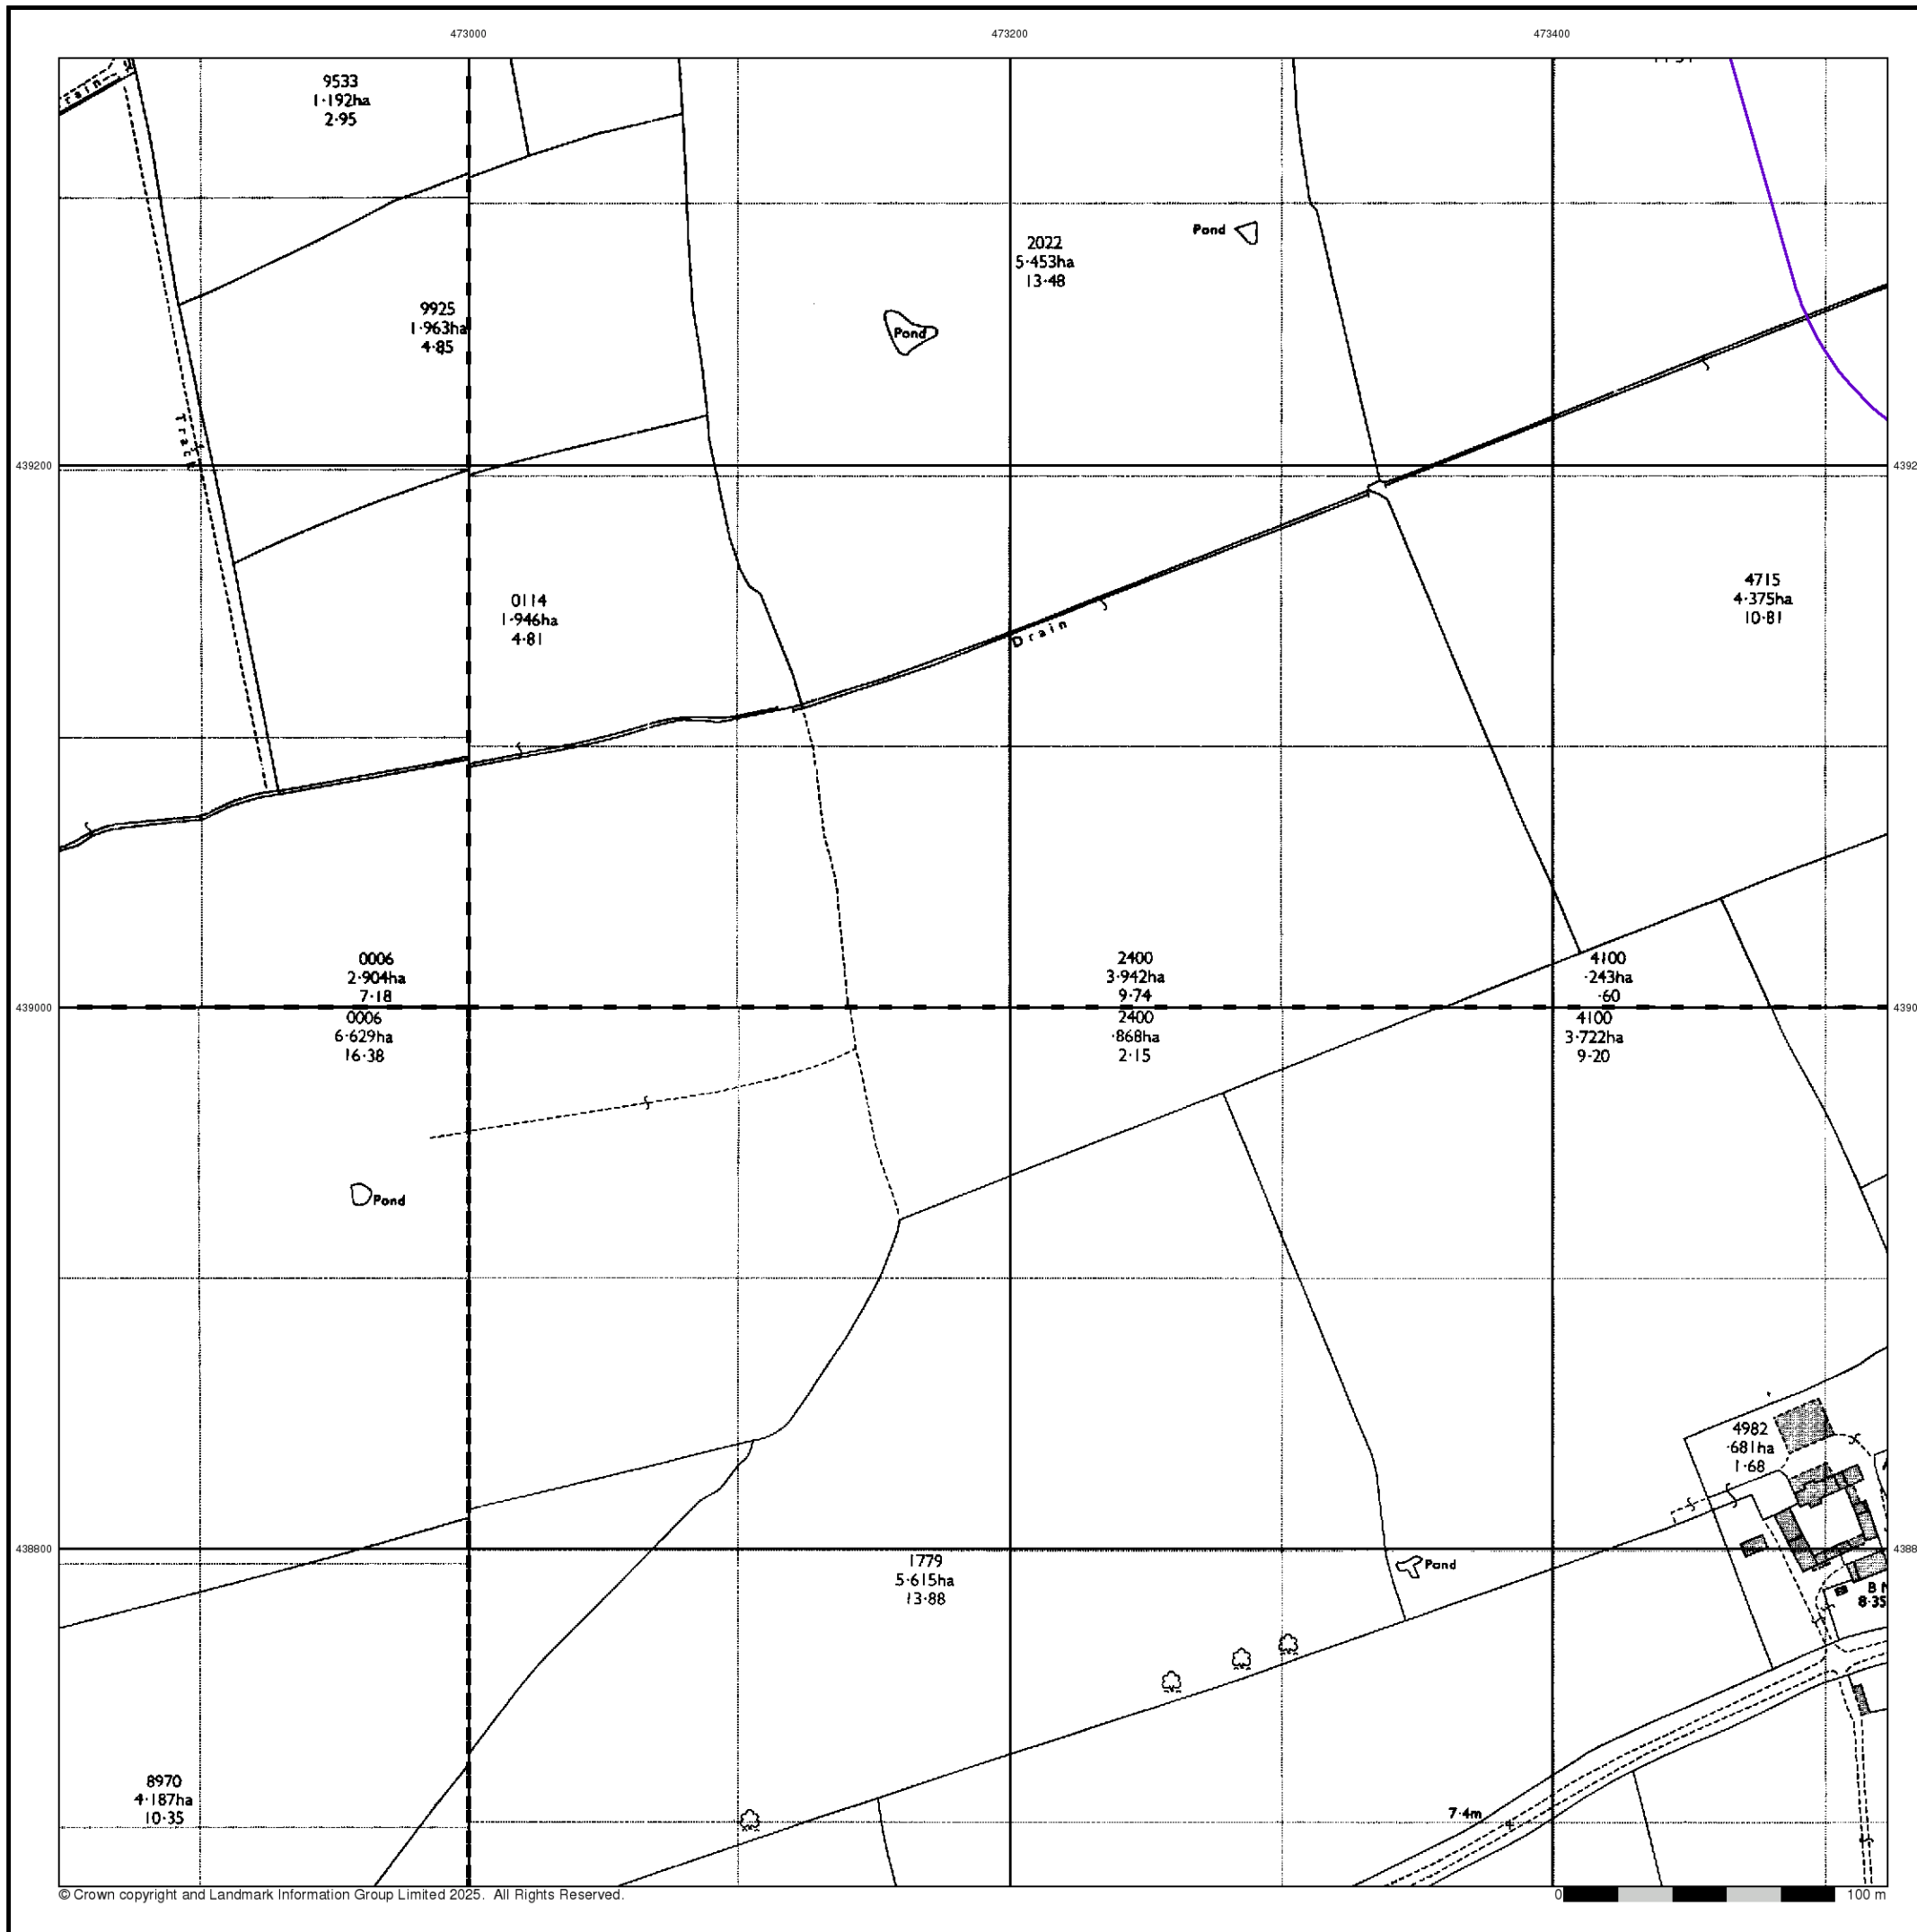 473000
473200
473400
9533
1·192ha
2·95
Pond
2022
5·453ha
13·48
9925
1·963ha
4·85
Pond
Track
439200
0114
1·946ha
4·81
4715
4·375ha
10·81
Drain
0006
2·904ha
7·18
2400
3·942ha
9·74
4100
·243ha
·60
439000
0006
6·629ha
16·38
2400
·868ha
2·15
4100
3·722ha
9·20
Pond
4982
·681ha
1·68
438800
1779
5·615ha
13·88
Pond
8·35
8970
4·187ha
10·35
7·4m
© Crown copyright and Landmark Information Group Limited 2025. All Rights Reserved.
0
100 m